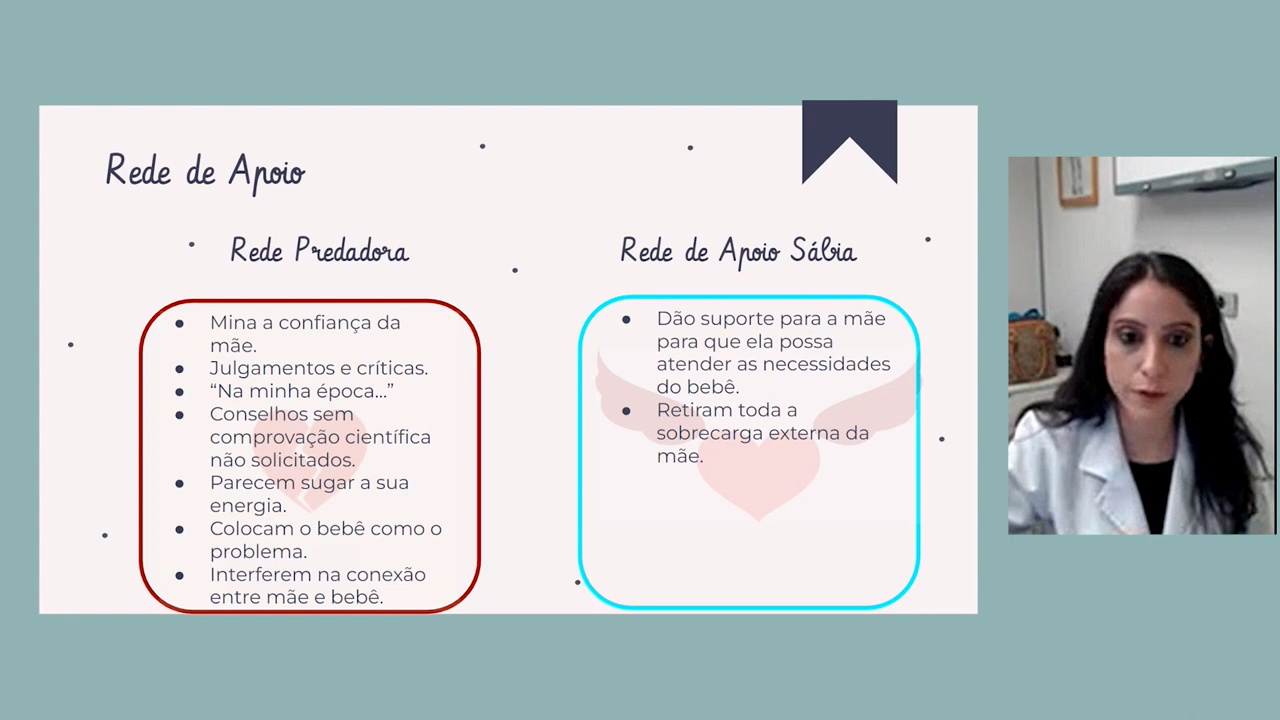 Rede de Apoio
Rede Predadora
● Mina a confiança da
mãe.
● Julgamentos e críticas.
● “Na minha época...”
● Conselhos sem
comprovação científica
não solicitados.
● Parecem sugar a sua
energia.
● Colocam o bebê como o
problema.
● Interferem na conexão
entre mãe e bebê.
Rede de Apoio Sábia
● Dão suporte para a mãe
para que ela possa
atender as necessidades
do bebê.
● Retiram toda a
sobrecarga externa da
mãe.